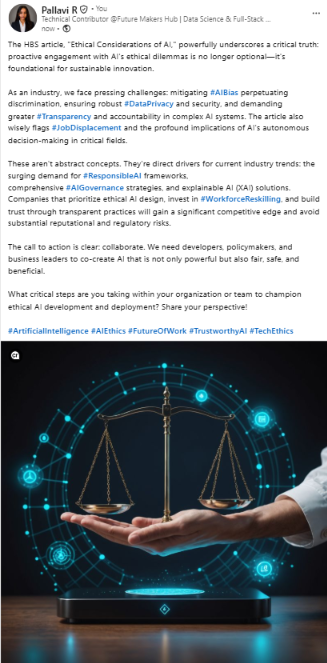 Pallavi R • You
Technical Contributor @Future Makers Hub | Data Science & Full-Stack ...
now •
The HBS article, "Ethical Considerations of AI," powerfully underscores a critical truth:
proactive engagement with AI's ethical dilemmas is no longer optional—it's
foundational for sustainable innovation.
As an industry, we face pressing challenges: mitigating #AIBias perpetuating
discrimination, ensuring robust #DataPrivacy and security, and demanding
greater #Transparency and accountability in complex AI systems. The article also
wisely flags #JobDisplacement and the profound implications of AI's autonomous
decision-making in critical fields.
These aren't abstract concepts. They're direct drivers for current industry trends: the
surging demand for #ResponsibleAI frameworks,
comprehensive #AIGovernance strategies, and explainable AI (XAI) solutions.
Companies that prioritize ethical AI design, invest in #WorkforceReskilling, and build
trust through transparent practices will gain a significant competitive edge and avoid
substantial reputational and regulatory risks.
The call to action is clear: collaborate. We need developers, policymakers, and
business leaders to co-create AI that is not only powerful but also fair, safe, and
beneficial.
What critical steps are you taking within your organization or team to champion
ethical AI development and deployment? Share your perspective!
#ArtificialIntelligence #AIEthics #FutureOfWork #TrustworthyAI #TechEthics